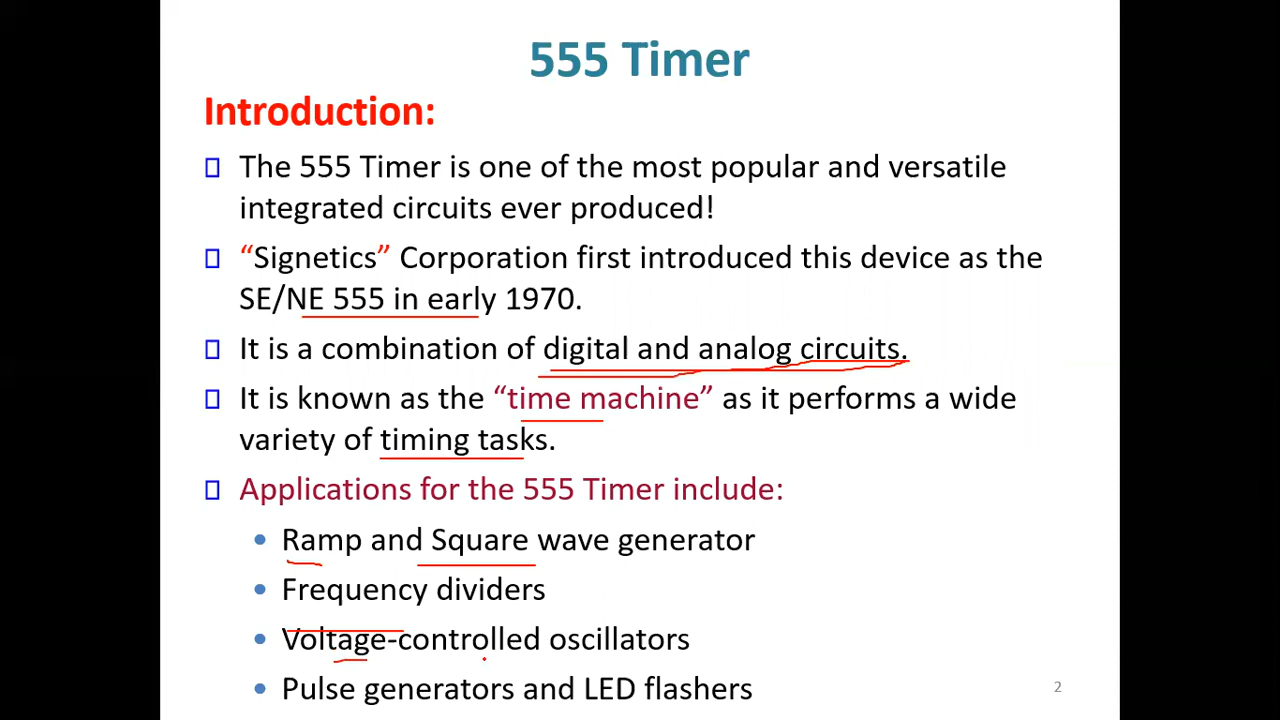 555 Timer
Introduction:
The 555 Timer is one of the most popular and versatile
integrated circuits ever produced!
“Signetics” Corporation first introduced this device as the
SE/NE 555 in early 1970.
It is a combination of digital and analog circuits.
It is known as the “time machine” as it performs a wide
variety of timing tasks.
Applications for the 555 Timer include:
Ramp and Square wave generator
Frequency dividers
Voltage-controlled oscillators
Pulse generators and LED flashers
2